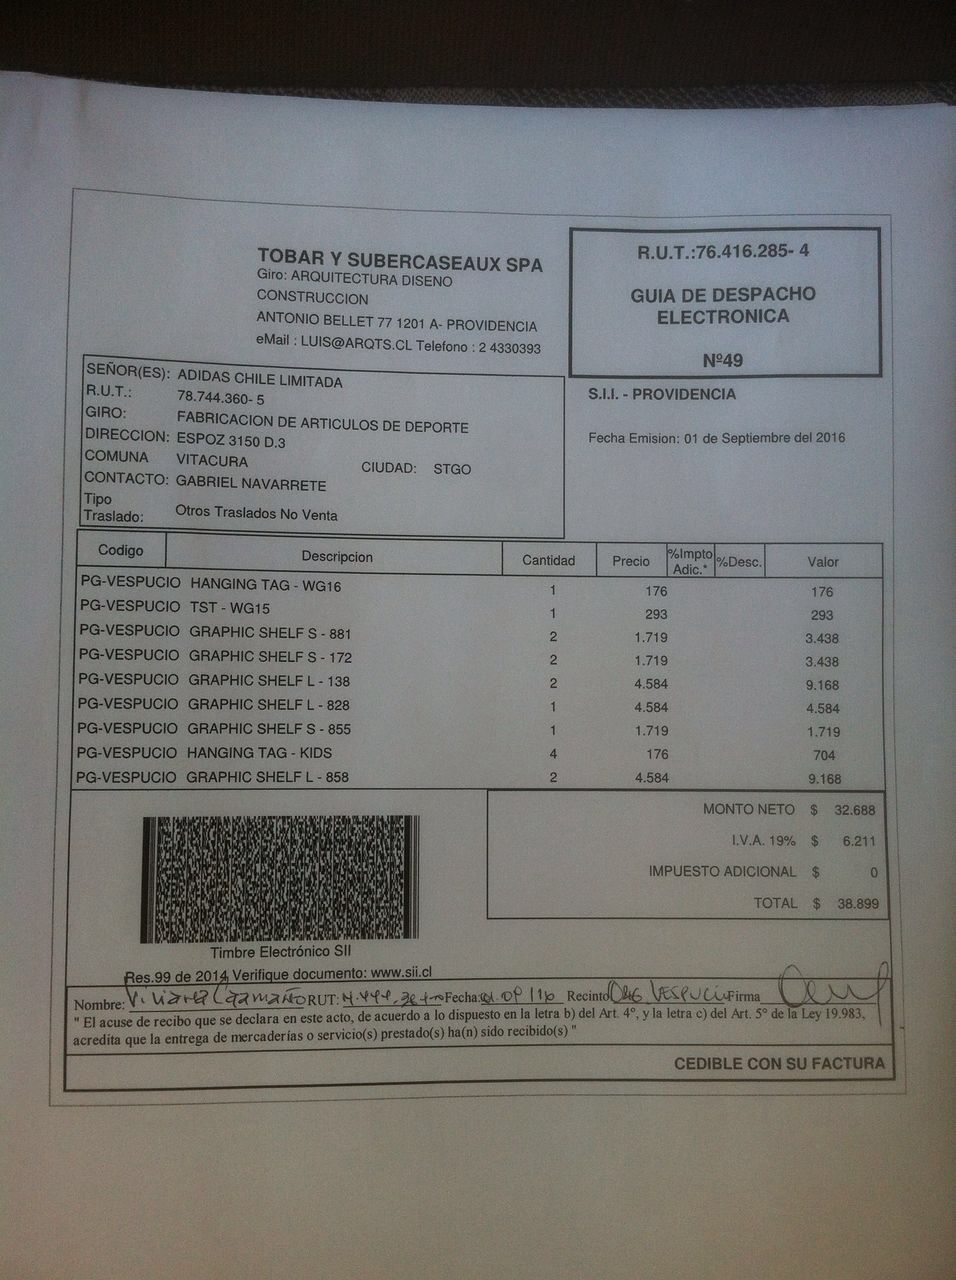 TOBAR Y SUBERCASEAUX SPA
Giro: ARQUITECTURA DISENO
CONSTRUCCION
ANTONIO BELLET 77 1201 A- PROVIDENCIA
eMail : LUIS@ARQTS.CL Telefono : 2 4330393
R.U.T.:76.416.285- 4
GUIA DE DESPACHO
ELECTRONICA
Nº49
S.I.I. - PROVIDENCIA
Fecha Emision: 01 de Septiembre del 2016
SEÑOR(ES): ADIDAS CHILE LIMITADA
R.U.T.: 78.744.360- 5
GIRO: FABRICACION DE ARTICULOS DE DEPORTE
DIRECCION: ESPOZ 3150 D.3
COMUNA VITACURA CIUDAD: STGO
CONTACTO: GABRIEL NAVARRETE
Tipo
Traslado: Otros Traslados No Venta
Codigo Descripcion Cantidad Precio %Impto Adic.* %Desc. Valor
PG-VESPUCIO HANGING TAG - WG16 1 176 176
PG-VESPUCIO TST - WG15 1 293 293
PG-VESPUCIO GRAPHIC SHELF S - 881 2 1.719 3.438
PG-VESPUCIO GRAPHIC SHELF S - 172 2 1.719 3.438
PG-VESPUCIO GRAPHIC SHELF L - 138 2 4.584 9.168
PG-VESPUCIO GRAPHIC SHELF L - 828 1 4.584 4.584
PG-VESPUCIO GRAPHIC SHELF S - 855 1 1.719 1.719
PG-VESPUCIO HANGING TAG - KIDS 4 176 704
PG-VESPUCIO GRAPHIC SHELF L - 858 2 4.584 9.168
MONTO NETO $ 32.688
I.V.A. 19% $ 6.211
IMPUESTO ADICIONAL $ 0
TOTAL $ 38.899
Timbre Electrónico SII
Res.99 de 2014 Verifique documento: www.sii.cl
Nombre: Viviana Caamaño RUT: Fecha: Recinto VESPUCIO Firma
" El acuse de recibo que se declara en este acto, de acuerdo a lo dispuesto en la letra b) del Art. 4°, y la letra c) del Art. 5° de la Ley 19.983,
acredita que la entrega de mercaderías o servicio(s) prestado(s) ha(n) sido recibido(s) "
CEDIBLE CON SU FACTURA